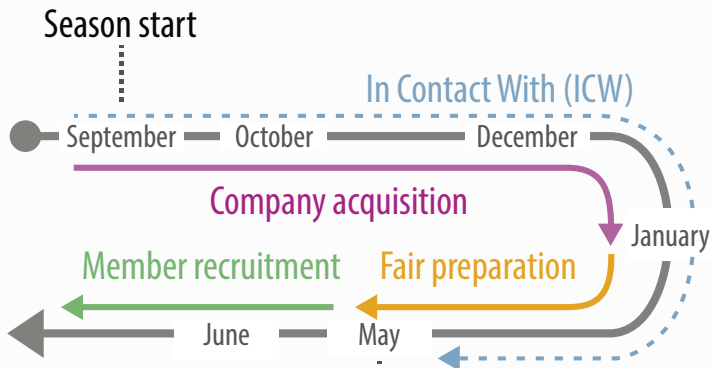 Season start
In Contact With (ICW)
September October December
Company acquisition
January
Member recruitment Fair preparation
June May